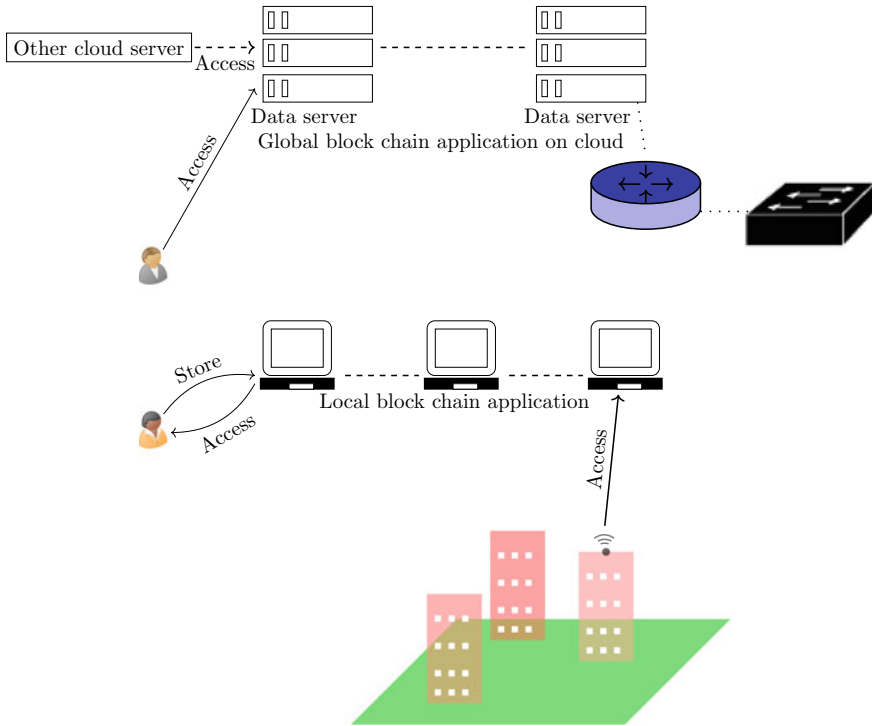 Other cloud server
Access
Data server
Data server
Global block chain application on cloud
Access
Store
Access
Local block chain application
Access